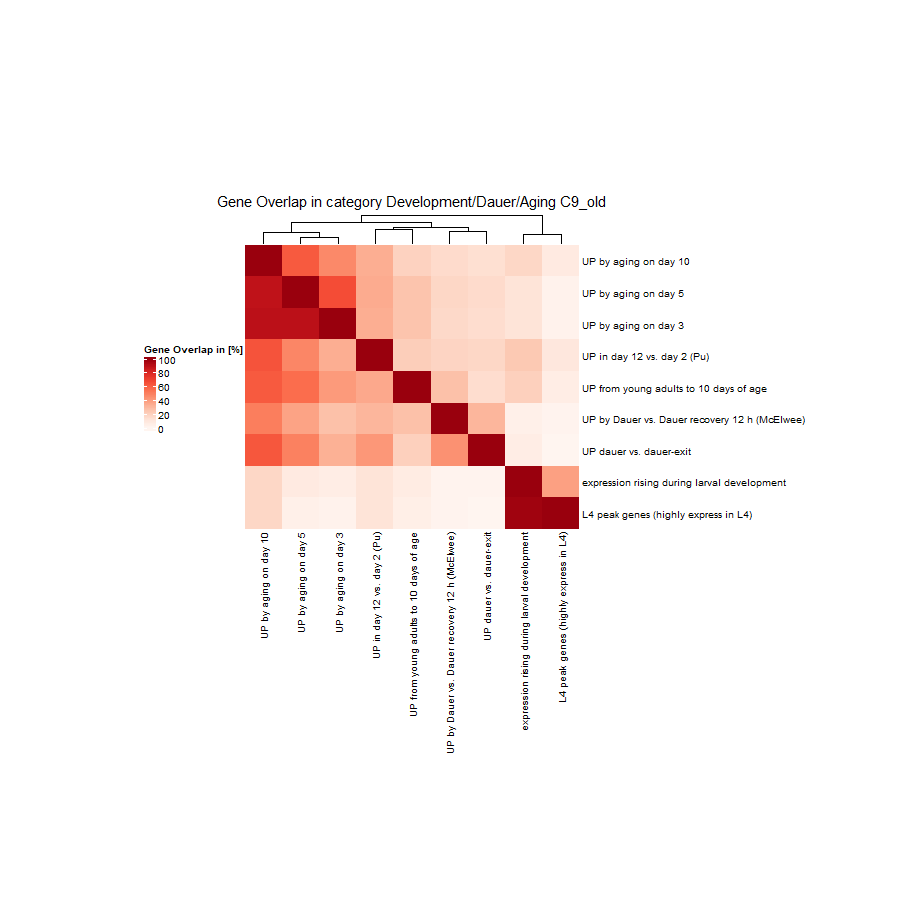 Gene Overlap in category Development/Dauer/Aging C9_old
UP by aging on day 10
UP by aging on day 5
UP by aging on day 3
UP in day 12 vs. day 2 (Pu)
UP from young adults to 10 days of age
UP by Dauer vs. Dauer recovery 12 h (McElwee)
UP dauer vs. dauer-exit
expression rising during larval development
L4 peak genes (highly express in L4)
Gene Overlap in [%]
100
80
60
40
20
0
UP by aging on day 10
UP by aging on day 5
UP by aging on day 3
UP in day 12 vs. day 2 (Pu)
UP from young adults to 10 days of age
UP by Dauer vs. Dauer recovery 12 h (McElwee)
UP dauer vs. dauer-exit
expression rising during larval development
L4 peak genes (highly express in L4)